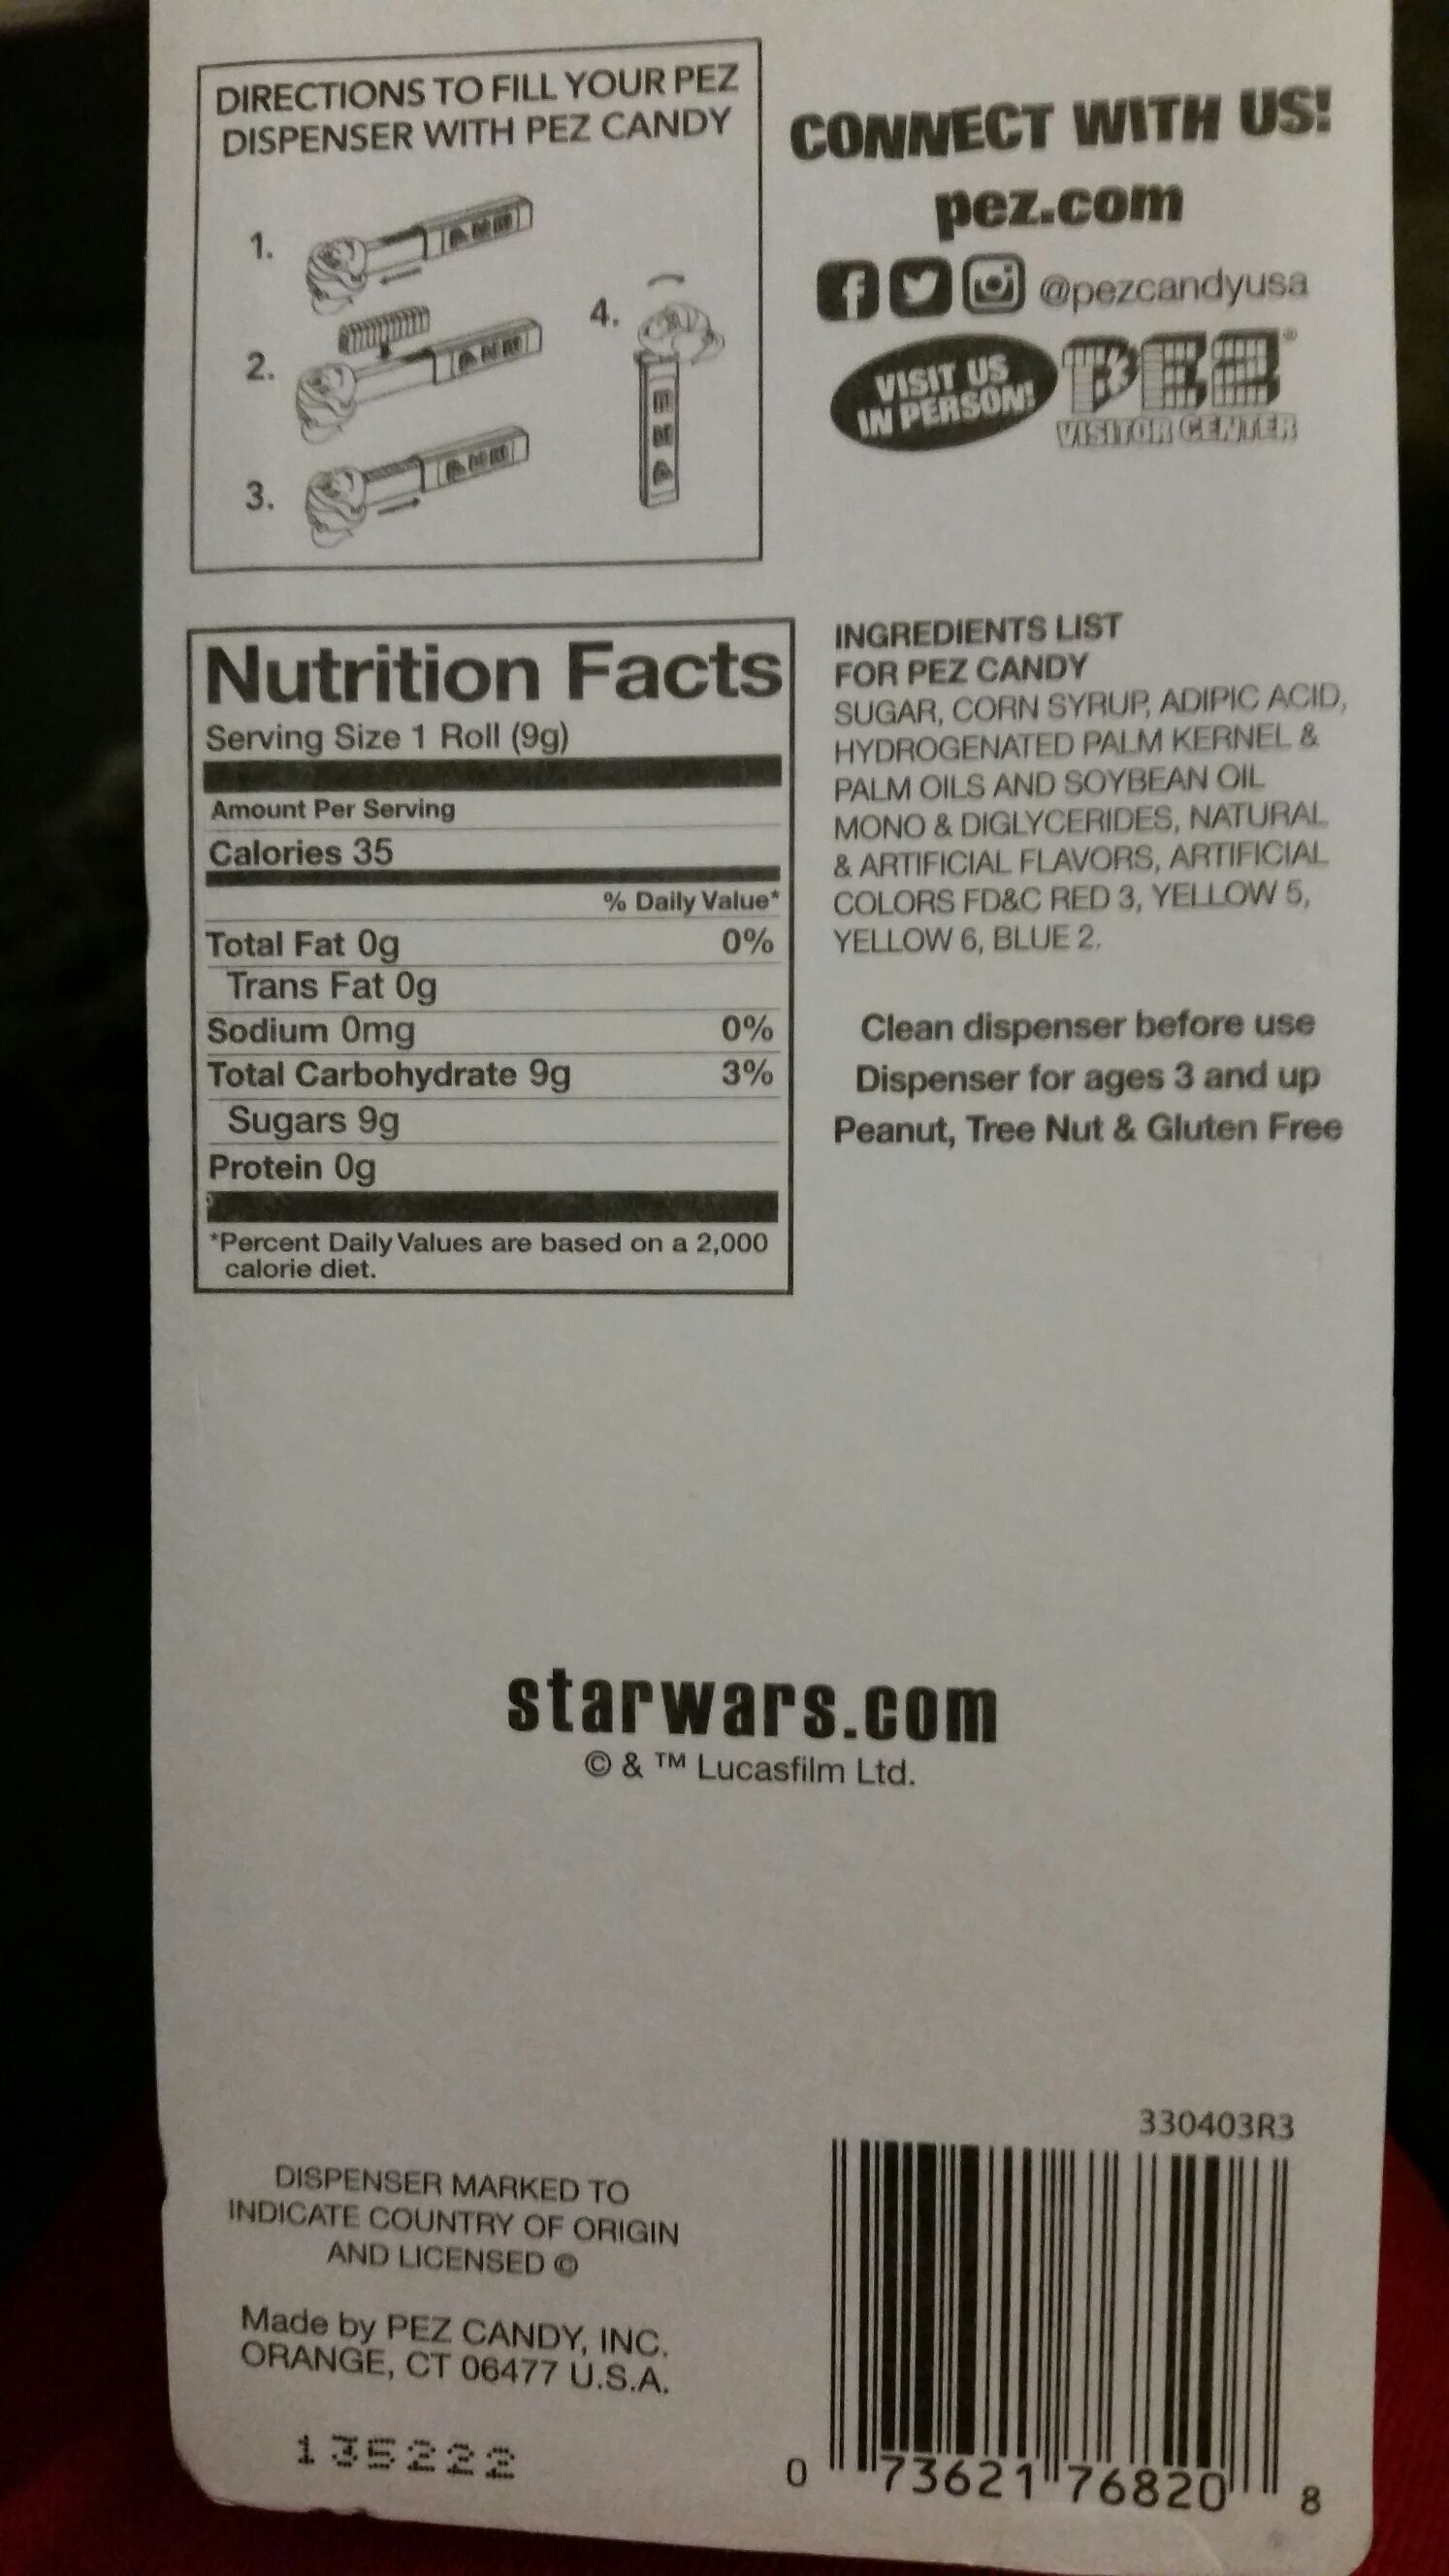 DIRECTIONS TO FILL YOUR PEZ
DISPENSER WITH PEZ CANDY
1.
2.
3.
4.
CONNECT WITH US!
pez.com
@pezcandyusa
VISIT US
IN PERSON!
PEZ®
VISITOR CENTER
Nutrition Facts
Serving Size 1 Roll (9g)
Amount Per Serving
Calories 35
% Daily Value*
Total Fat 0g 0%
Trans Fat 0g
Sodium 0mg 0%
Total Carbohydrate 9g 3%
Sugars 9g
Protein 0g
*Percent Daily Values are based on a 2,000
calorie diet.
INGREDIENTS LIST
FOR PEZ CANDY
SUGAR, CORN SYRUP, ADIPIC ACID,
HYDROGENATED PALM KERNEL &
PALM OILS AND SOYBEAN OIL
MONO & DIGLYCERIDES, NATURAL
& ARTIFICIAL FLAVORS, ARTIFICIAL
COLORS FD&C RED 3, YELLOW 5,
YELLOW 6, BLUE 2.
Clean dispenser before use
Dispenser for ages 3 and up
Peanut, Tree Nut & Gluten Free
starwars.com
© & ™ Lucasfilm Ltd.
DISPENSER MARKED TO
INDICATE COUNTRY OF ORIGIN
AND LICENSED ©
Made by PEZ CANDY, INC.
ORANGE, CT 06477 U.S.A.
135222
330403R3
0 73621 76820 8